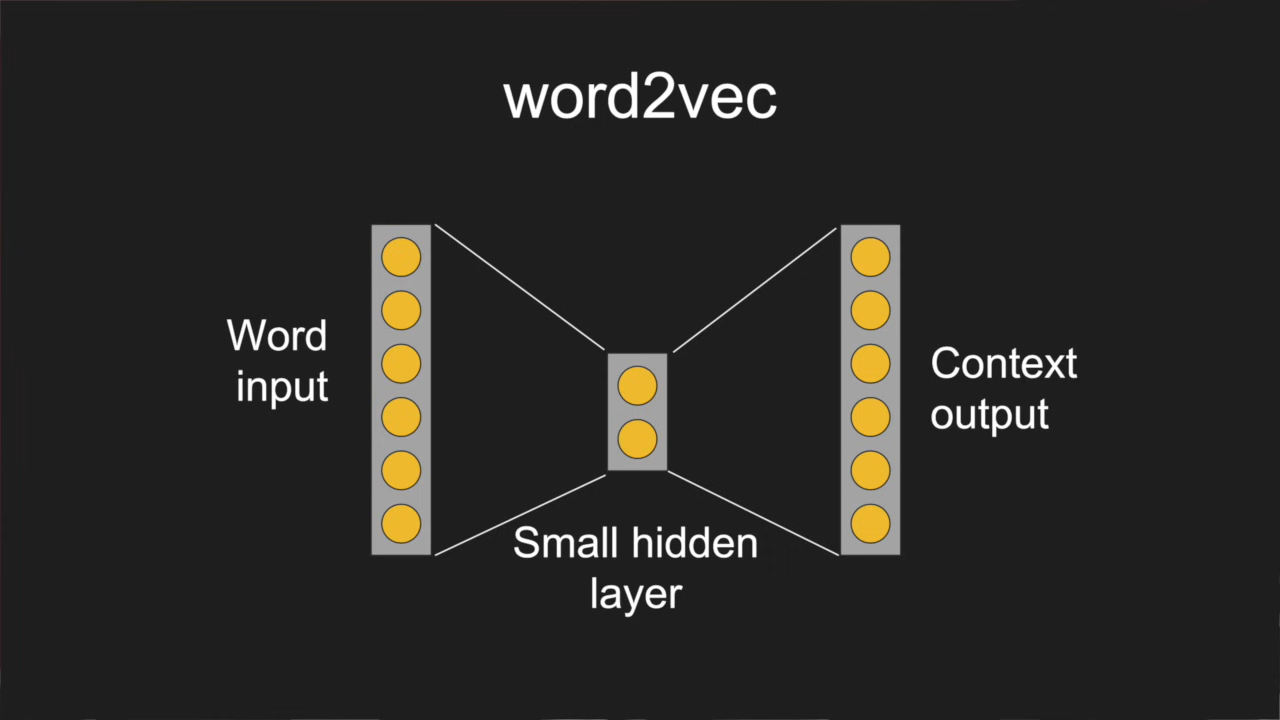 word2vec
Word
input
Context
output
Small hidden
layer